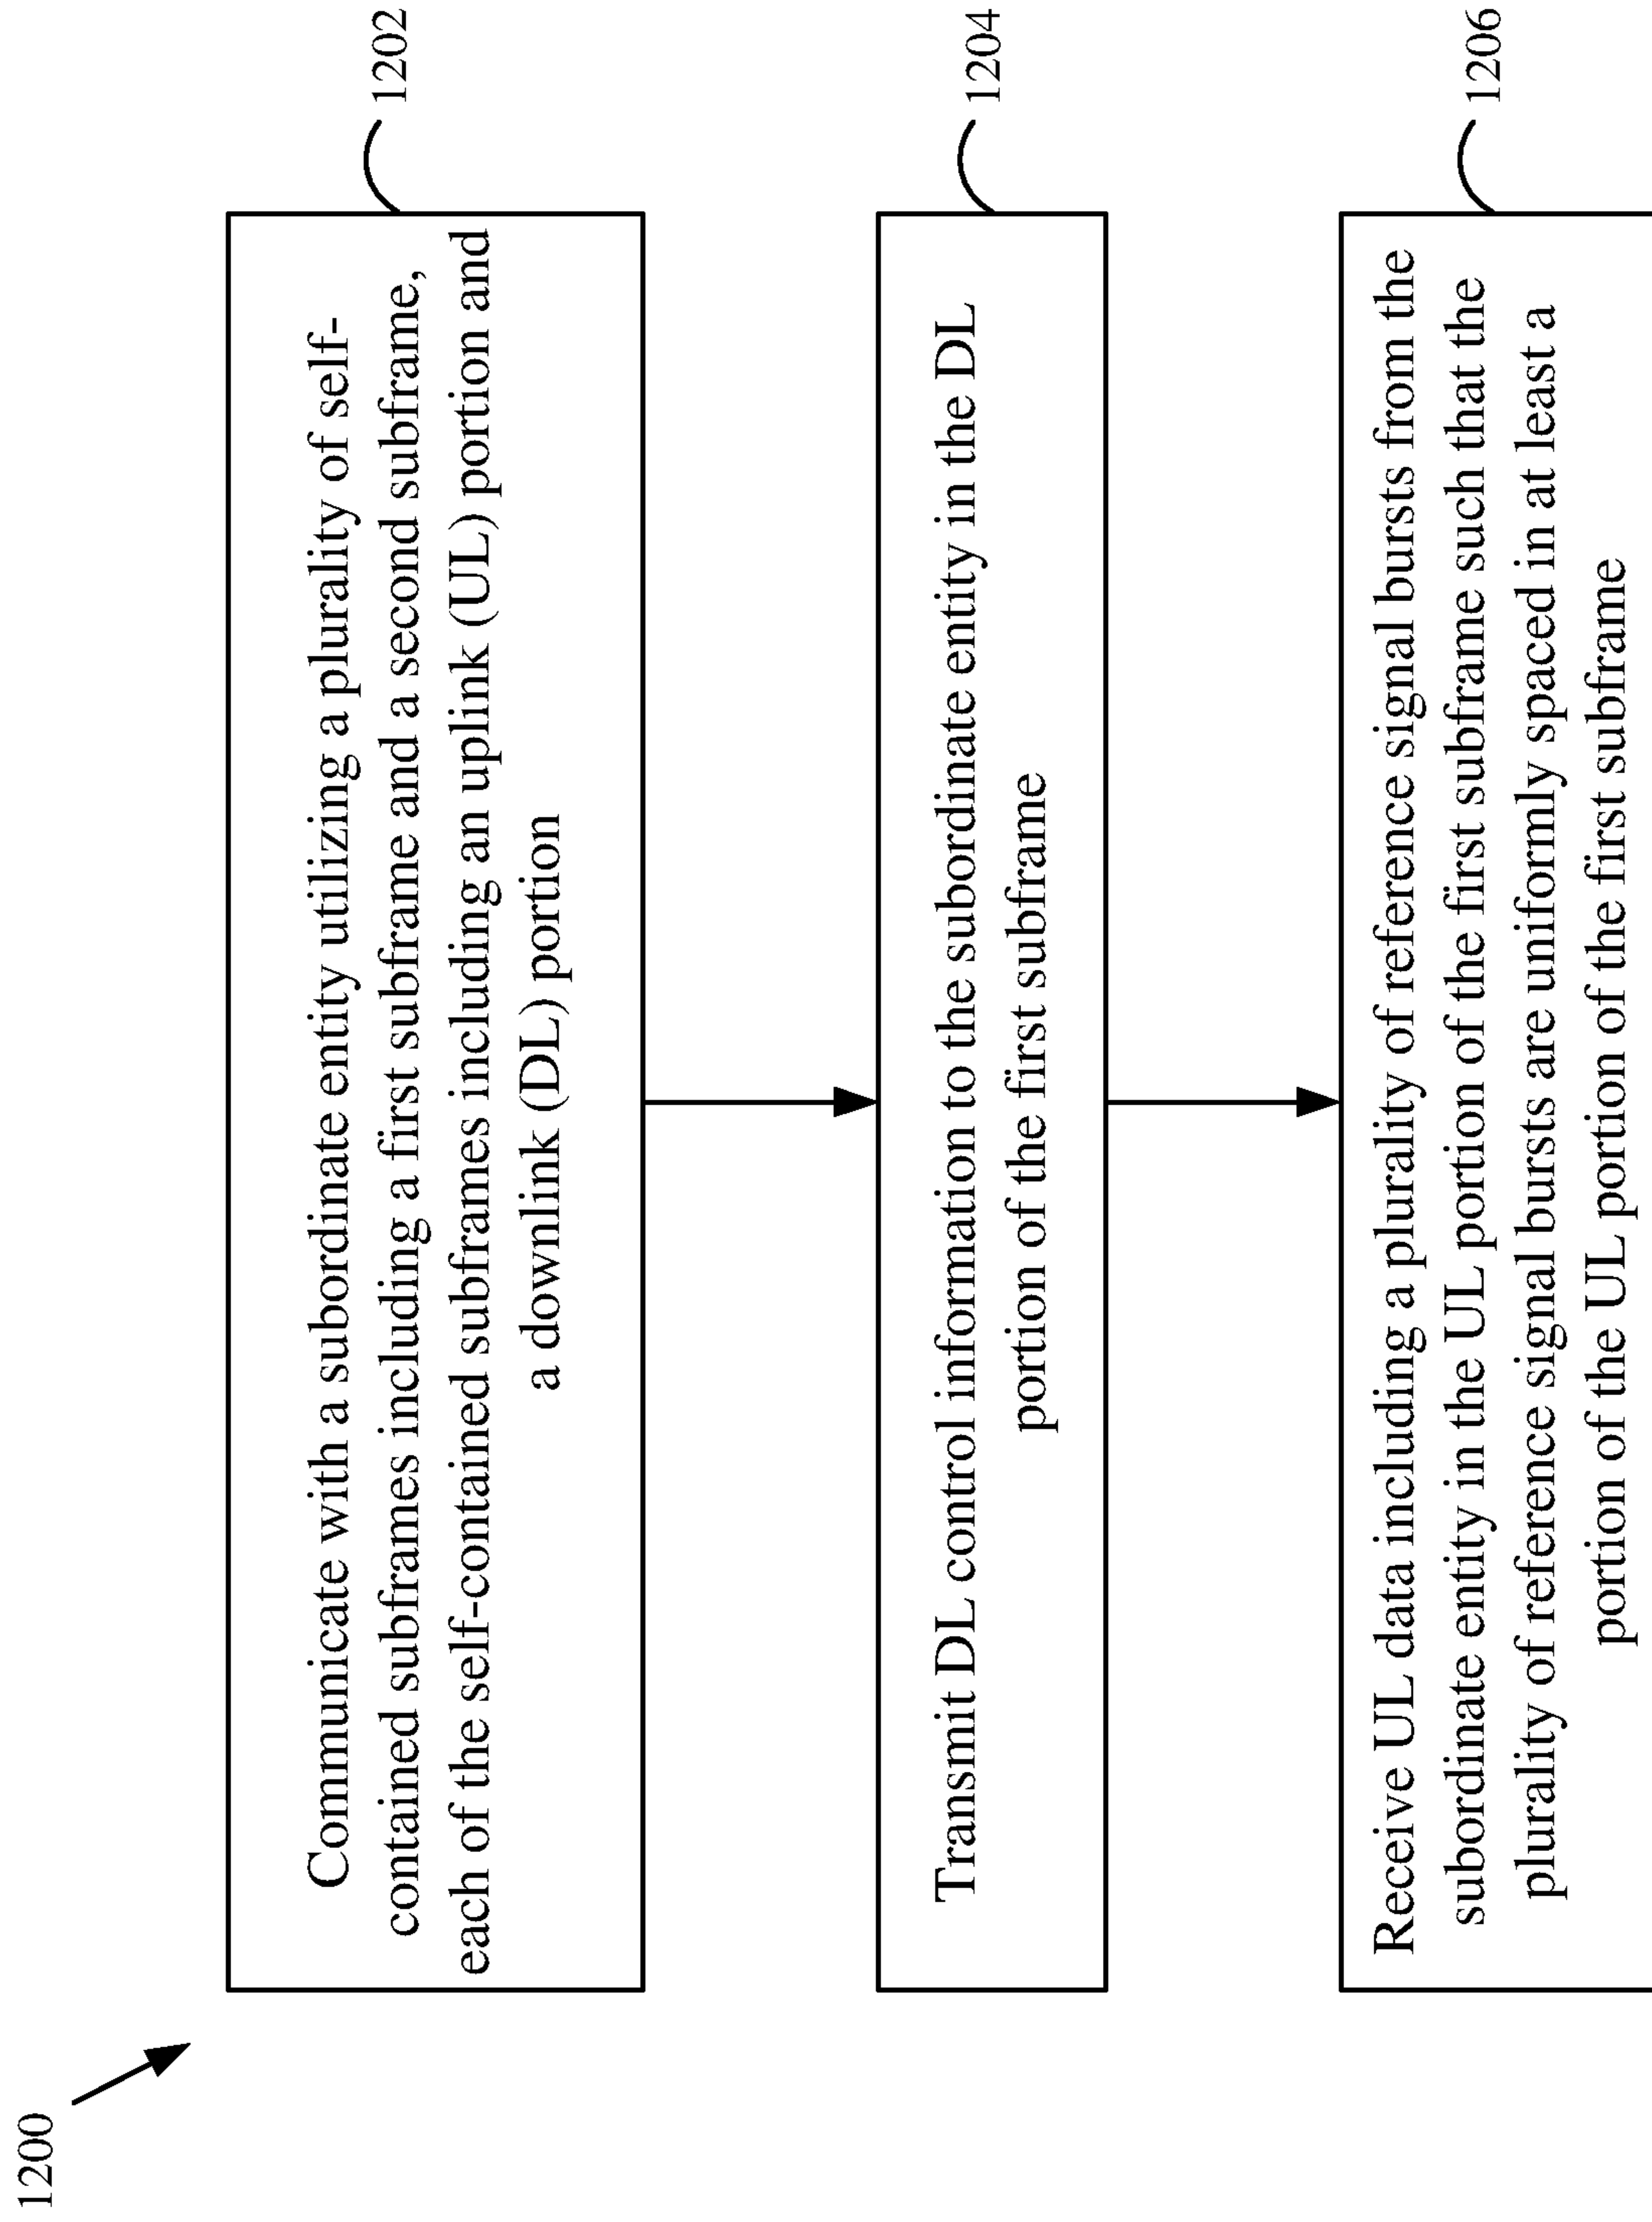 1200
Communicate with a subordinate entity utilizing a plurality of self-
contained subframes including a first subframe and a second subframe,
each of the self-contained subframes including an uplink (UL) portion and
a downlink (DL) portion
1202
Transmit DL control information to the subordinate entity in the DL
portion of the first subframe
1204
Receive UL data including a plurality of reference signal bursts from the
subordinate entity in the UL portion of the first subframe such that the
plurality of reference signal bursts are uniformly spaced in at least a
portion of the UL portion of the first subframe
1206